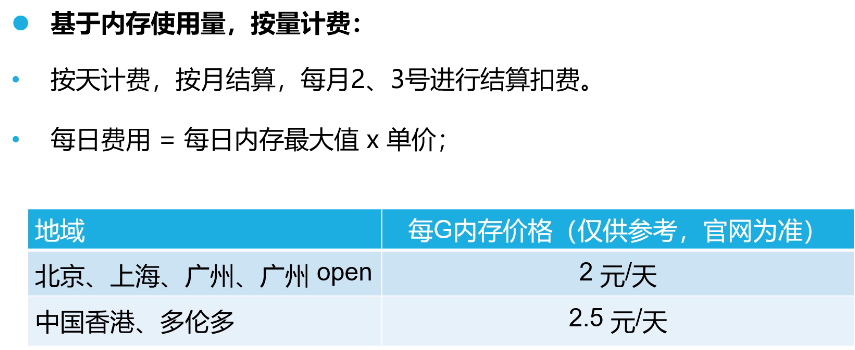 基于内存使用量，按量计费：
按天计费，按月结算，每月2、3号进行结算扣费。
每日费用 = 每日内存最大值 x 单价；
地域 每G内存价格（仅供参考，官网为准）
北京、上海、广州、广州 open 2 元/天
中国香港、多伦多 2.5 元/天